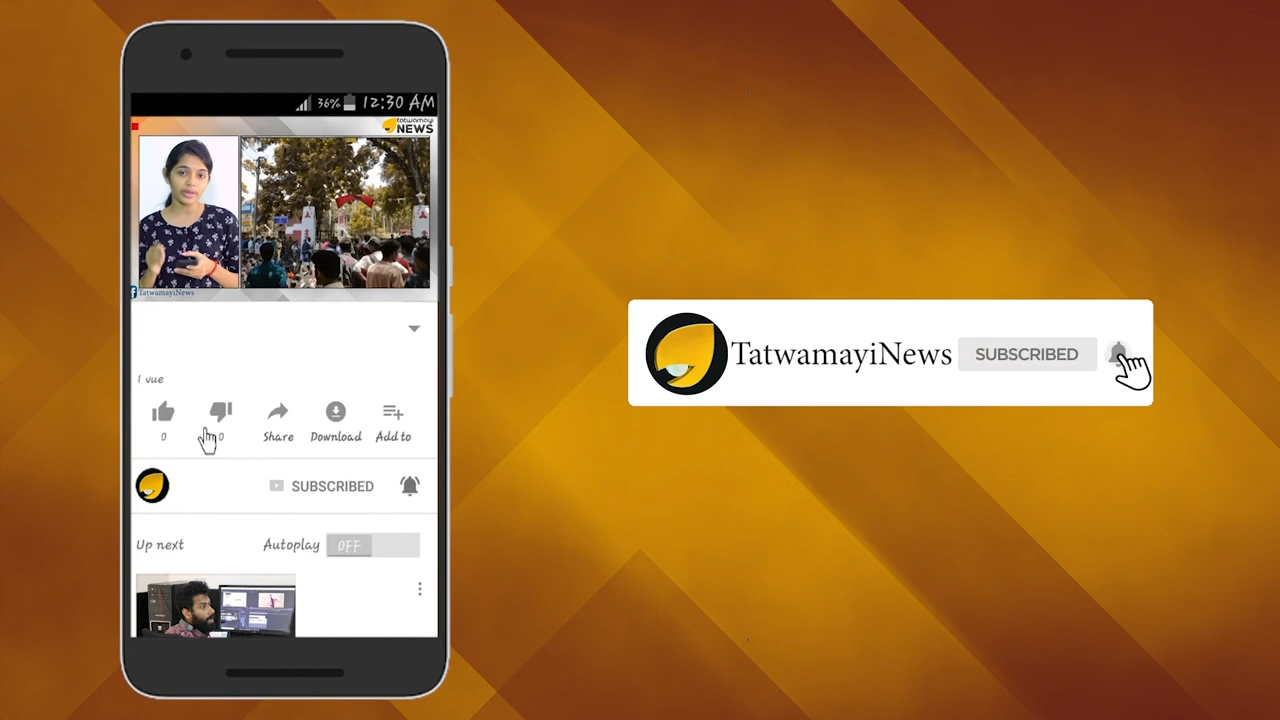 36% 12:30 AM
tatwamayi
NEWS
f TatwamayiNews
1 vue
0 0 Share Download Add to
SUBSCRIBED
Up next Autoplay OFF
TatwamayiNews SUBSCRIBED